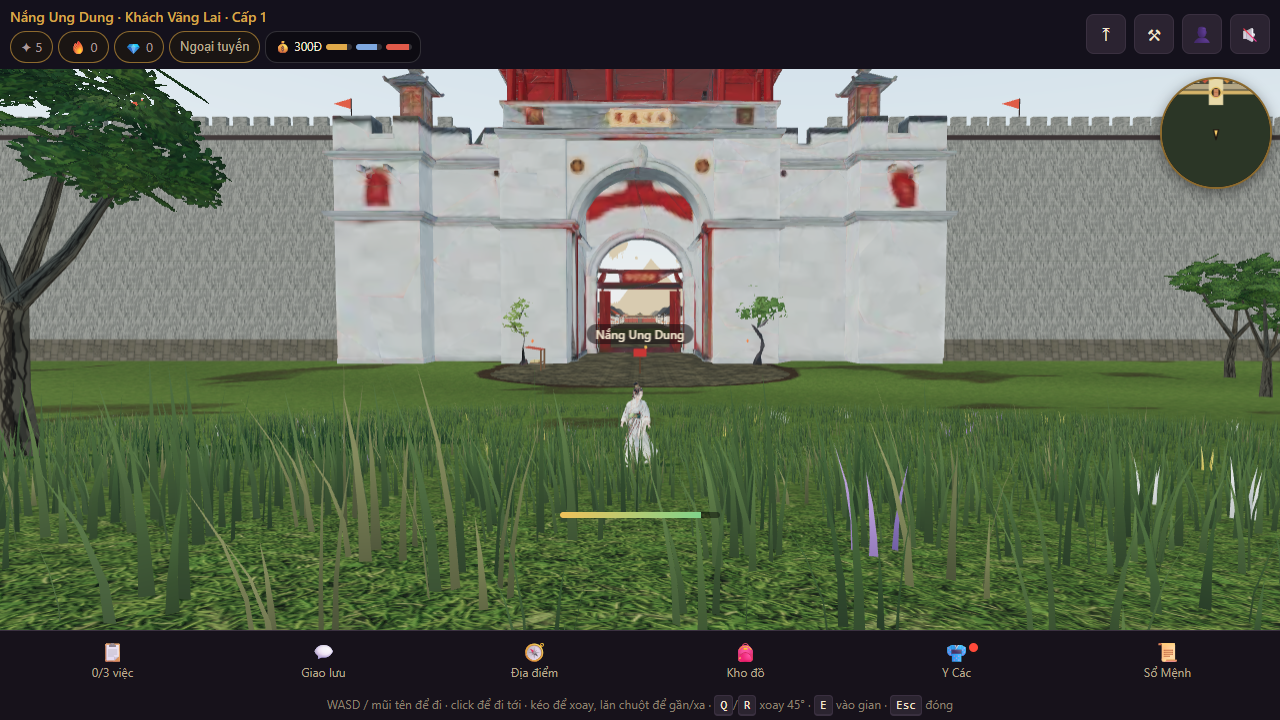 Nắng Ung Dung · Khách Vãng Lai · Cấp 1
5
0
0
Ngoại tuyến
300Đ
Nắng Ung Dung
0/3 việc
Giao lưu
Địa điểm
Kho đồ
Y Các
Sổ Mệnh
WASD / mũi tên để đi · click để đi tới · kéo để xoay, lăn chuột để gần/xa · Q / R xoay 45° · E vào gian · Esc đóng